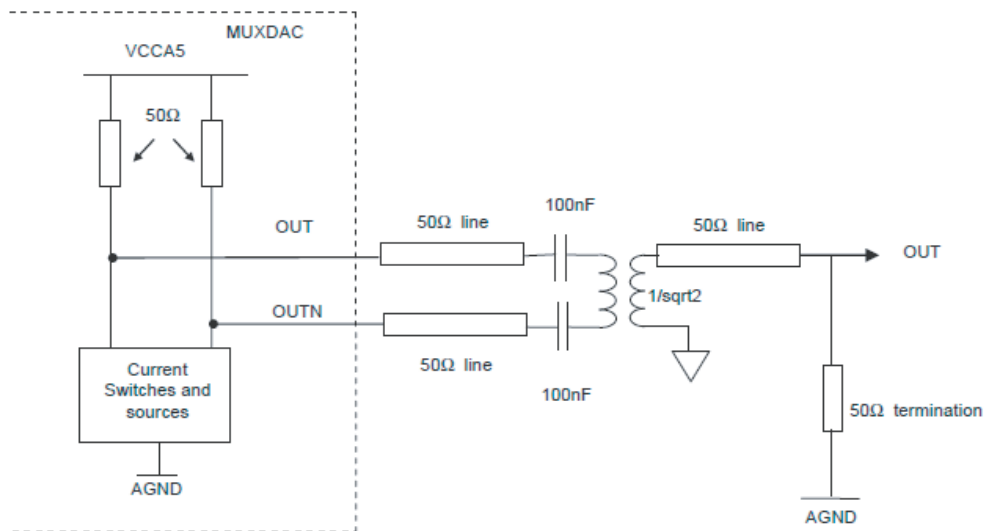 MUXDAC
VCCA5
50Ω
OUT
50Ω line
100nF
50Ω line
OUT
1/sqrt2
OUTN
50Ω line
100nF
Current
Switches and
sources
50Ω termination
AGND
AGND